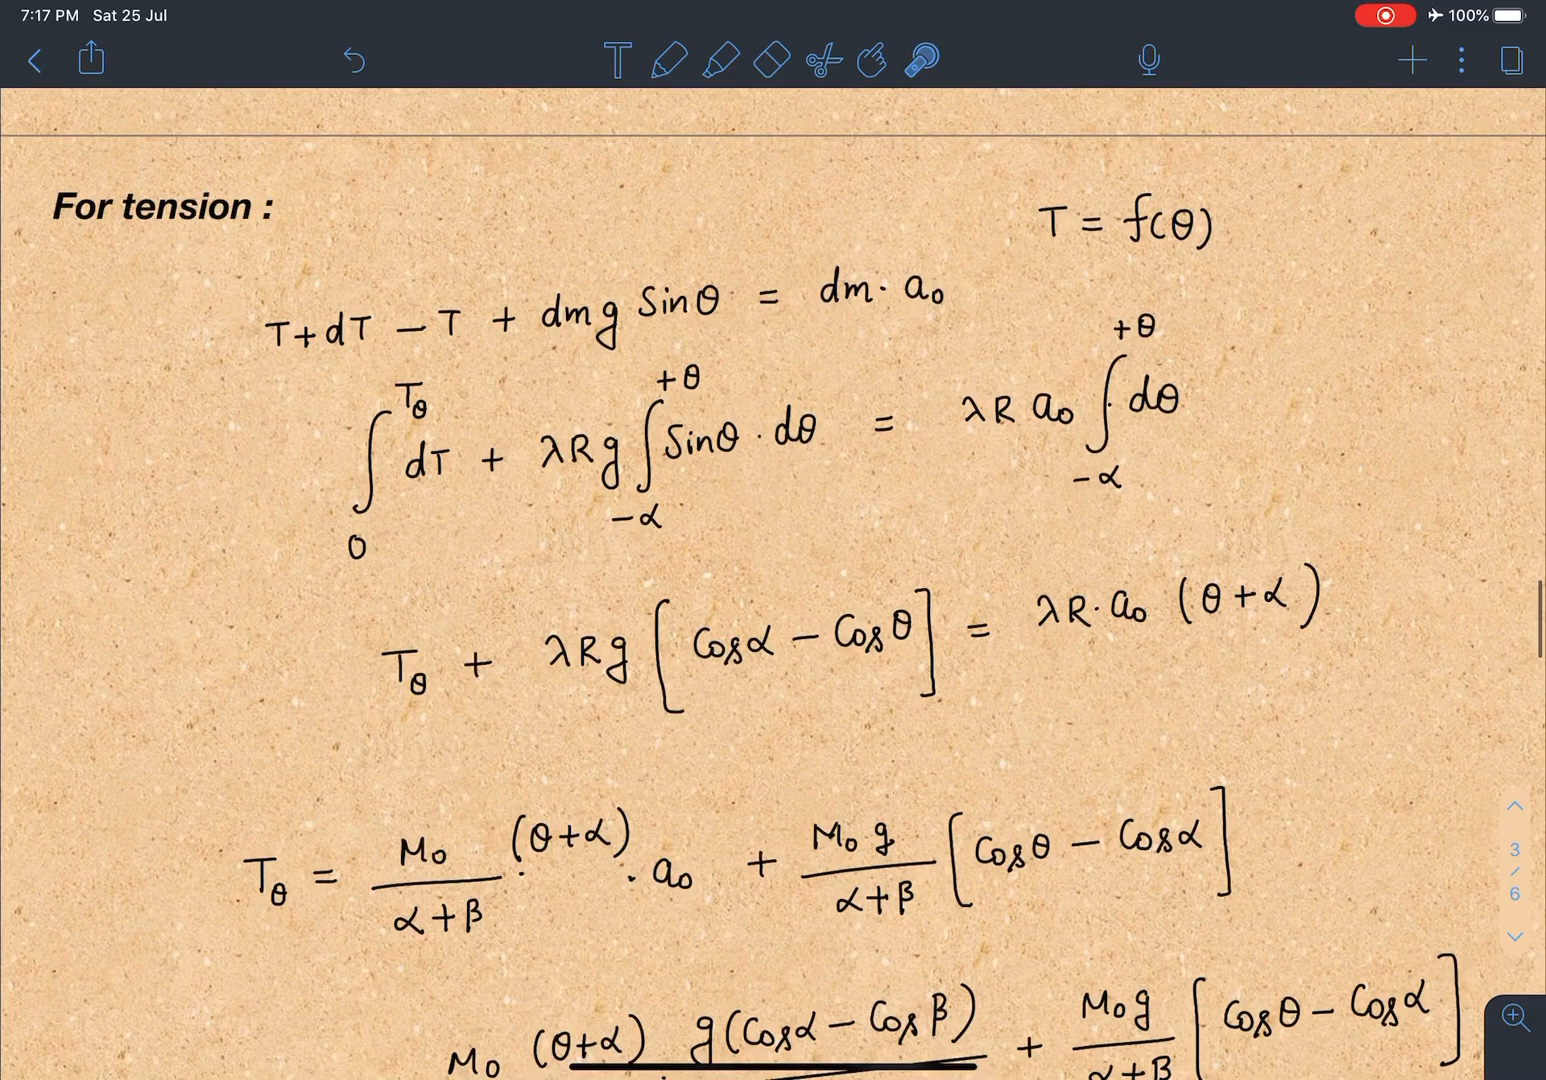 7:17 PM Sat 25 Jul 100%
For tension :
T = f(θ)
T+dT − T + dmg Sinθ = dm· a₀
∫₀^{T_θ} dT + λRg ∫_{−α}^{+θ} Sinθ · dθ = λR a₀ ∫_{−α}^{+θ} dθ
T_θ + λRg [Cosα − Cosθ] = λR· a₀ (θ+α)
T_θ = M₀/(α+β) · (θ+α) · a₀ + M₀g/(α+β) [Cosθ − Cosα]
M₀ (θ+α) g(Cosα − Cosβ) + M₀g/(α+β) [Cosθ − Cosα]
3
/
6